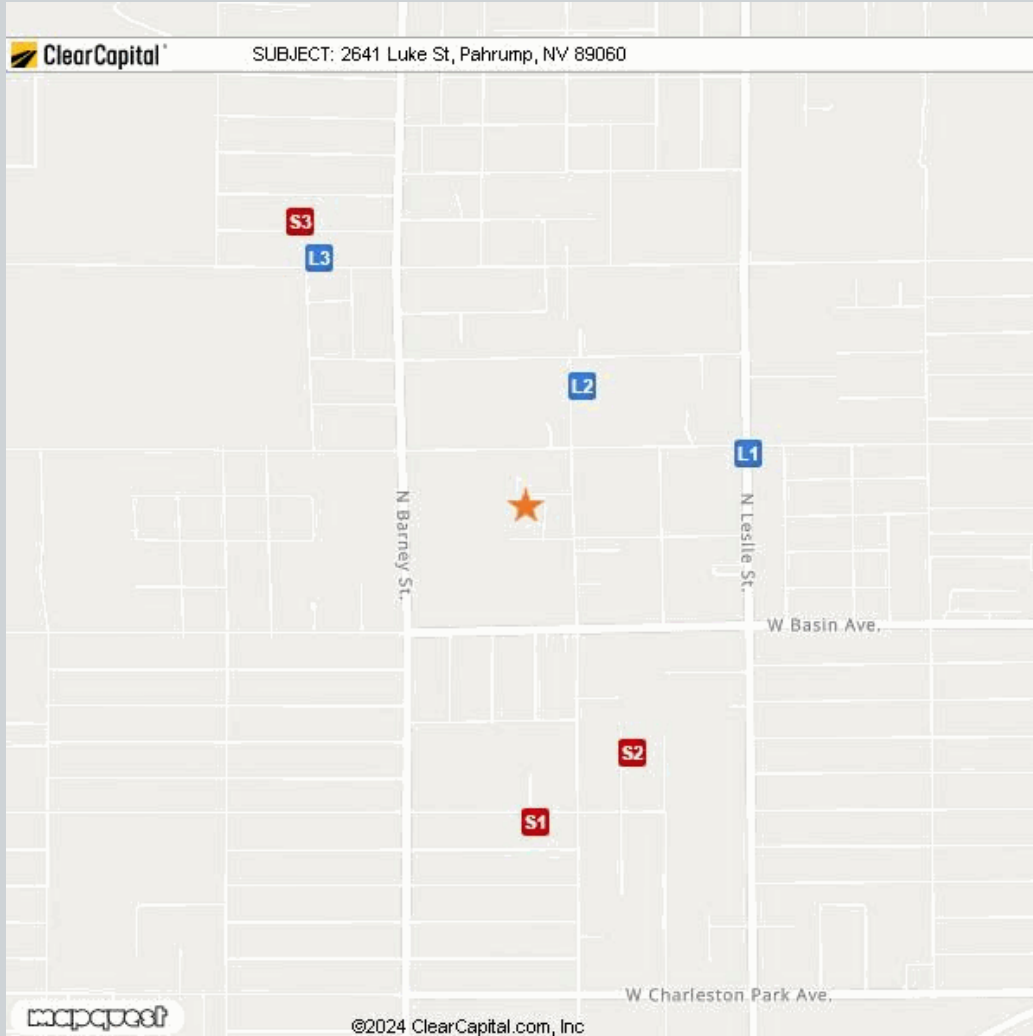 ClearCapital
SUBJECT: 2641 Luke St, Pahrump, NV 89060
S3
L3
L2
L1
N Barney St.
N Leslie St.
W Basin Ave.
S2
S1
W Charleston Park Ave.
mapquest
©2024 ClearCapital.com, Inc